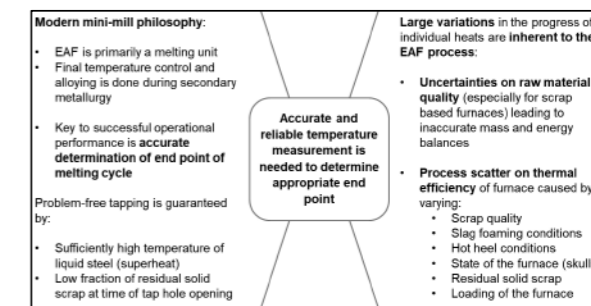 Modern mini-mill philosophy:
• EAF is primarily a melting unit
• Final temperature control and
alloying is done during secondary
metallurgy
• Key to successful operational
performance is accurate
determination of end point of
melting cycle
Problem-free tapping is guaranteed
by:
• Sufficiently high temperature of
liquid steel (superheat)
• Low fraction of residual solid
scrap at time of tap hole opening
Accurate and
reliable temperature
measurement is
needed to determine
appropriate end
point
Large variations in the progress of
individual heats are inherent to the
EAF process:
• Uncertainties on raw material
quality (especially for scrap
based furnaces) leading to
inaccurate mass and energy
balances
• Process scatter on thermal
efficiency of furnace caused by
varying:
• Scrap quality
• Slag foaming conditions
• Hot heel conditions
• State of the furnace (skull
• Residual solid scrap
• Loading of the furnace